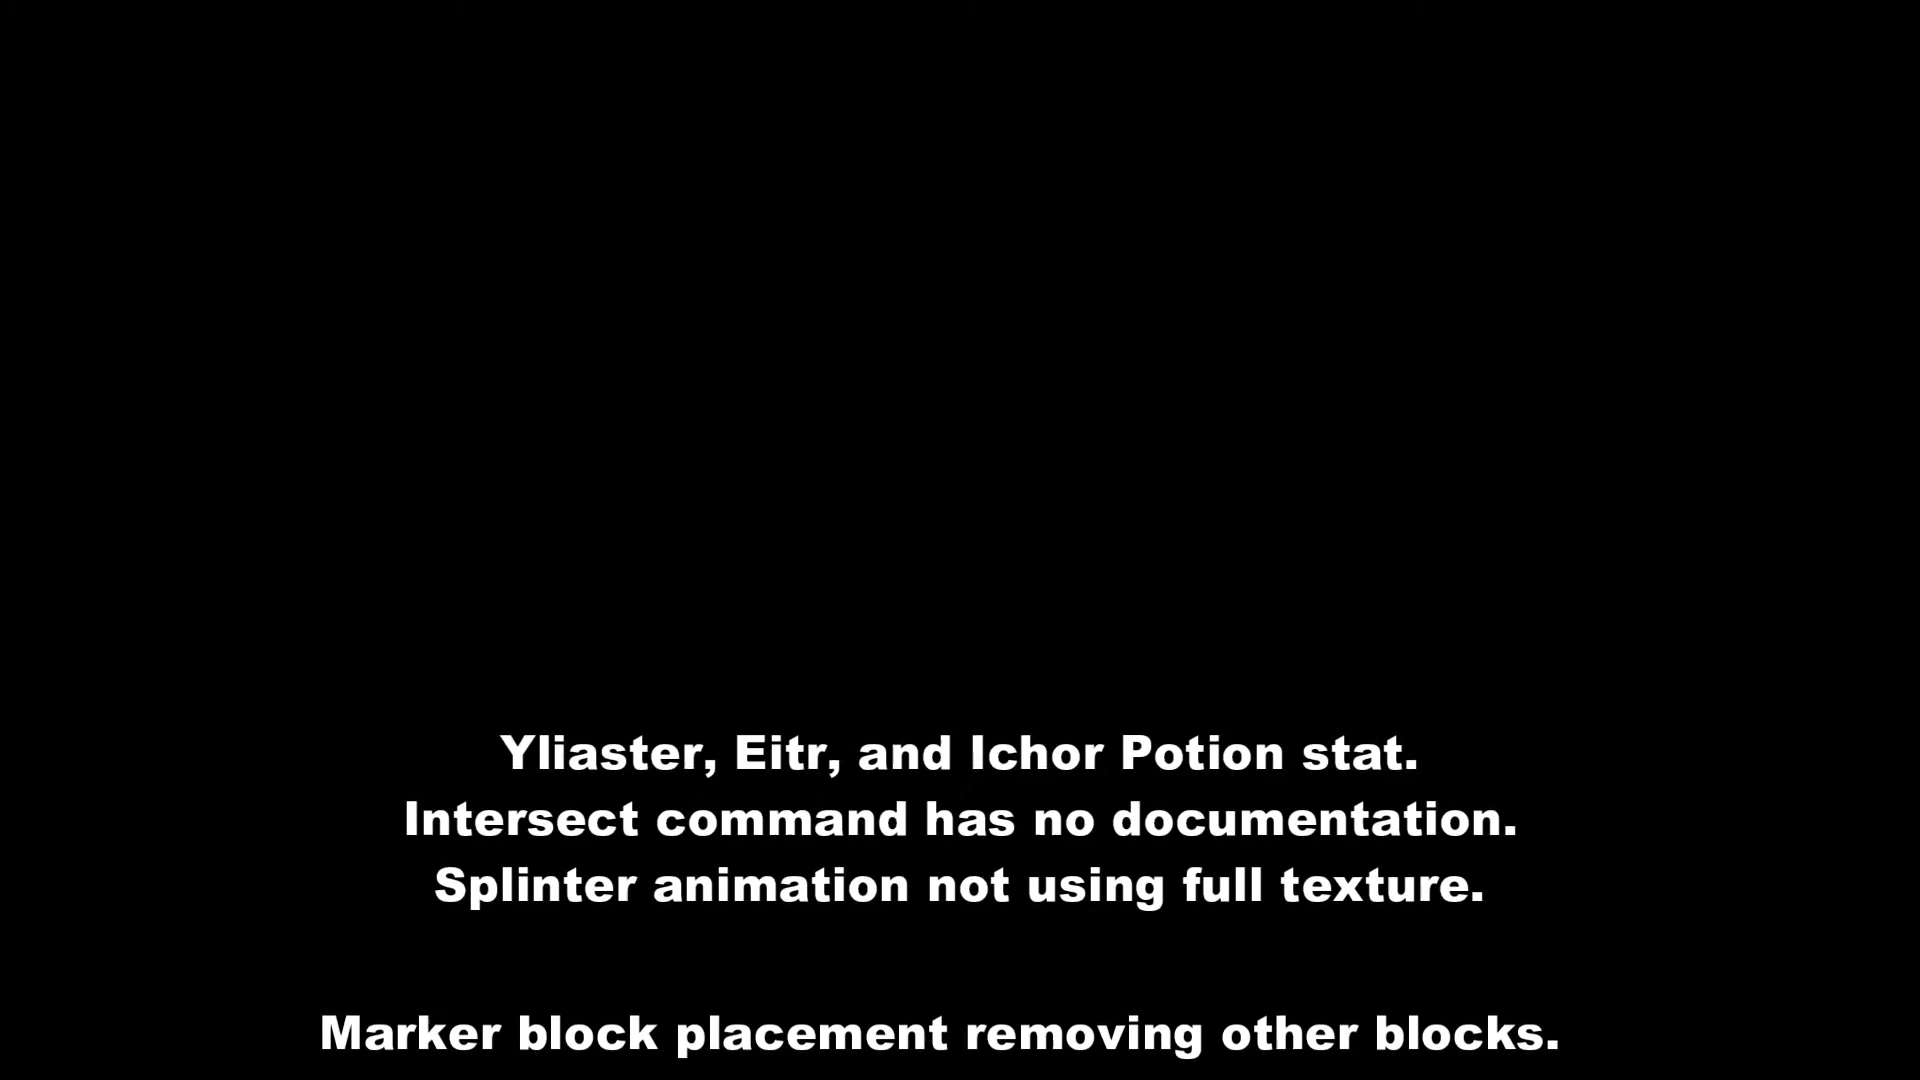 Yliaster, Eitr, and Ichor Potion stat.
Intersect command has no documentation.
Splinter animation not using full texture.
Marker block placement removing other blocks.